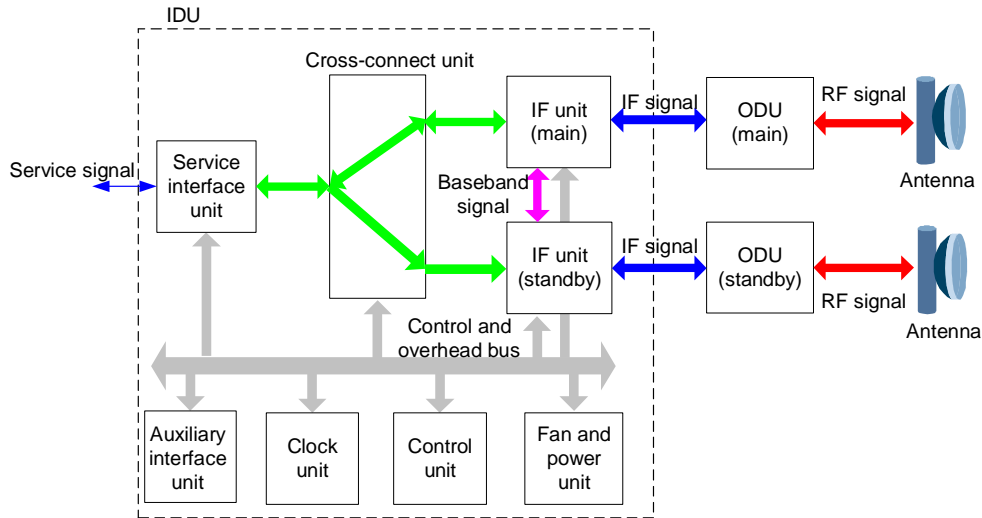 IDU
Cross-connect unit
Service signal
Service
interface
unit
IF unit
(main)
IF signal
ODU
(main)
RF signal
Antenna
Baseband
signal
IF unit
(standby)
IF signal
ODU
(standby)
RF signal
Antenna
Control and
overhead bus
Auxiliary
interface
unit
Clock
unit
Control
unit
Fan and
power
unit